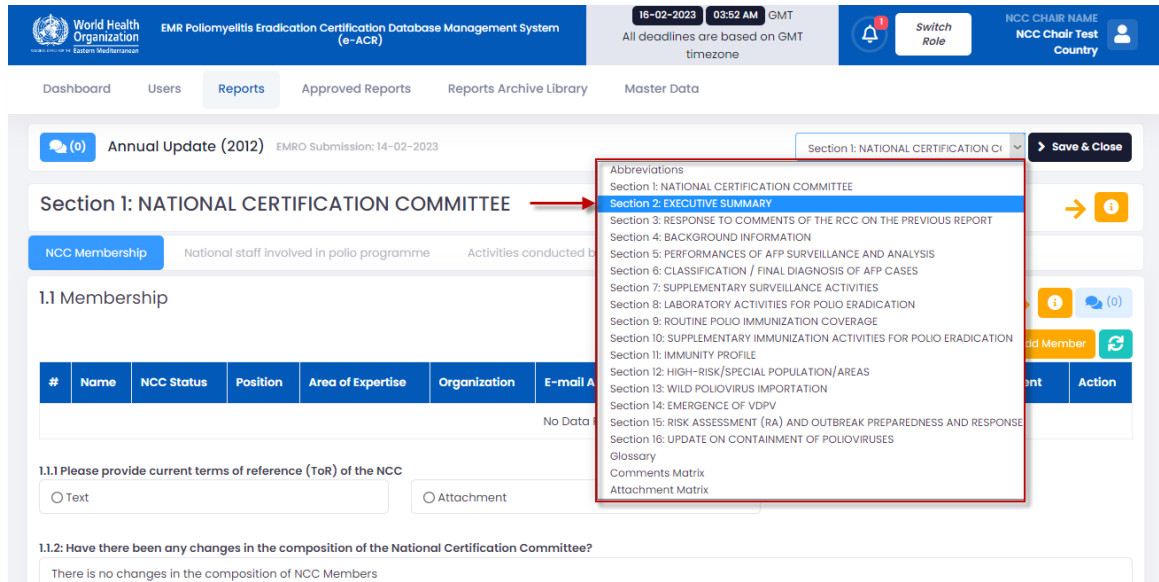 World Health
Organization
Eastern Mediterranean
EMR Poliomyelitis Eradication Certification Database Management System
(e-ACR)
16-02-2023 03:52 AM GMT
All deadlines are based on GMT
timezone
1
Switch
Role
NCC CHAIR NAME
NCC Chair Test
Country
Dashboard Users Reports Approved Reports Reports Archive Library Master Data
(0) Annual Update (2012) EMRO Submission: 14-02-2023
Section 1: NATIONAL CERTIFICATION C
Save & Close
Abbreviations
Section 1: NATIONAL CERTIFICATION COMMITTEE
Section 2: EXECUTIVE SUMMARY
Section 3: RESPONSE TO COMMENTS OF THE RCC ON THE PREVIOUS REPORT
Section 4: BACKGROUND INFORMATION
Section 5: PERFORMANCES OF AFP SURVEILLANCE AND ANALYSIS
Section 6: CLASSIFICATION / FINAL DIAGNOSIS OF AFP CASES
Section 7: SUPPLEMENTARY SURVEILLANCE ACTIVITIES
Section 8: LABORATORY ACTIVITIES FOR POLIO ERADICATION
Section 9: ROUTINE POLIO IMMUNIZATION COVERAGE
Section 10: SUPPLEMENTARY IMMUNIZATION ACTIVITIES FOR POLIO ERADICATION
Section 11: IMMUNITY PROFILE
Section 12: HIGH-RISK/SPECIAL POPULATION/AREAS
Section 13: WILD POLIOVIRUS IMPORTATION
Section 14: EMERGENCE OF VDPV
Section 15: RISK ASSESSMENT (RA) AND OUTBREAK PREPAREDNESS AND RESPONSE
Section 16: UPDATE ON CONTAINMENT OF POLIOVIRUSES
Glossary
Comments Matrix
Attachment Matrix
Section 1: NATIONAL CERTIFICATION COMMITTEE
NCC Membership National staff involved in polio programme Activities conducted b
1.1 Membership
(0)
dd Member
# Name NCC Status Position Area of Expertise Organization E-mail A ent Action
No Data
1.1.1 Please provide current terms of reference (ToR) of the NCC
Text Attachment
1.1.2: Have there been any changes in the composition of the National Certification Committee?
There is no changes in the composition of NCC Members